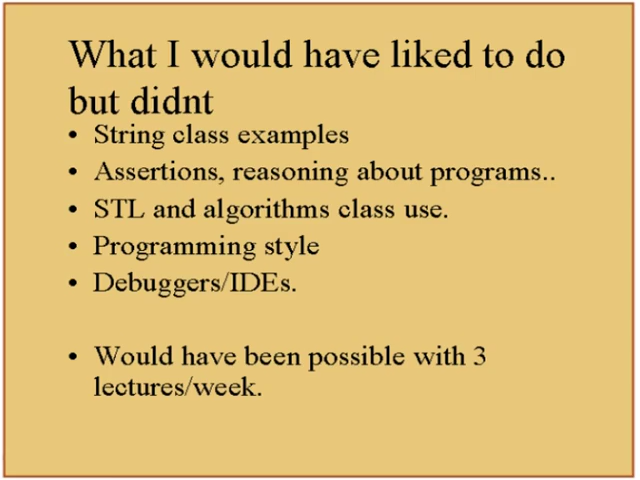 What I would have liked to do
but didnt
• String class examples
• Assertions, reasoning about programs..
• STL and algorithms class use.
• Programming style
• Debuggers/IDEs.
• Would have been possible with 3
lectures/week.